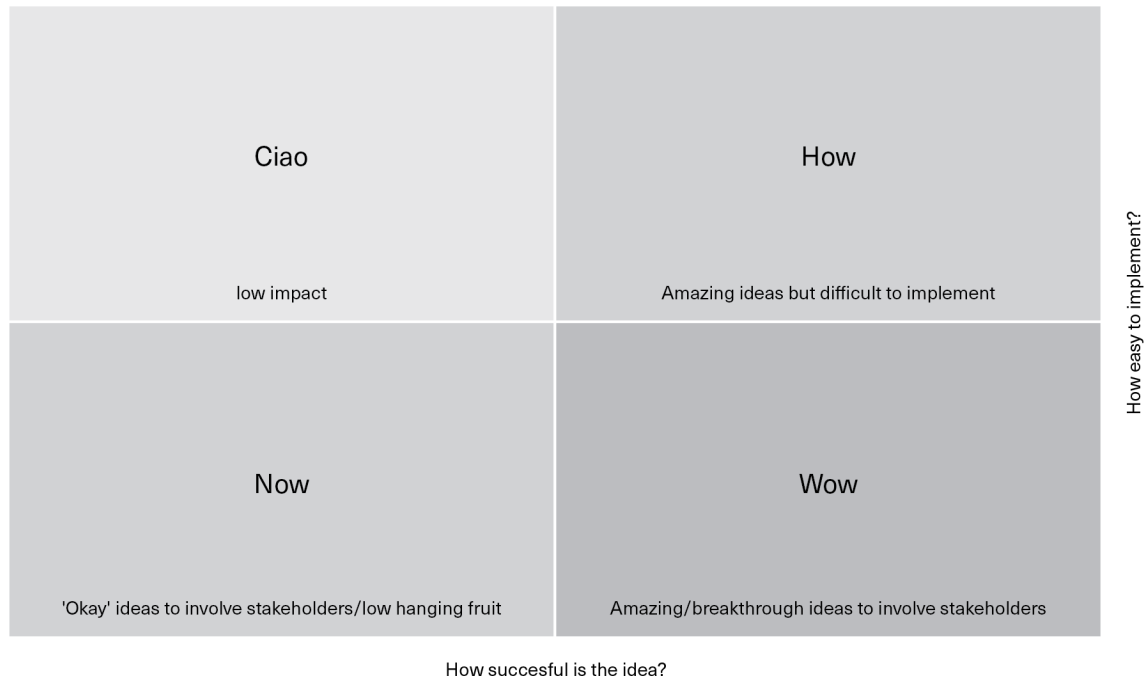 Ciao
How
low impact
Amazing ideas but difficult to implement
How easy to implement?
Now
Wow
'Okay' ideas to involve stakeholders/low hanging fruit
Amazing/breakthrough ideas to involve stakeholders
How succesful is the idea?